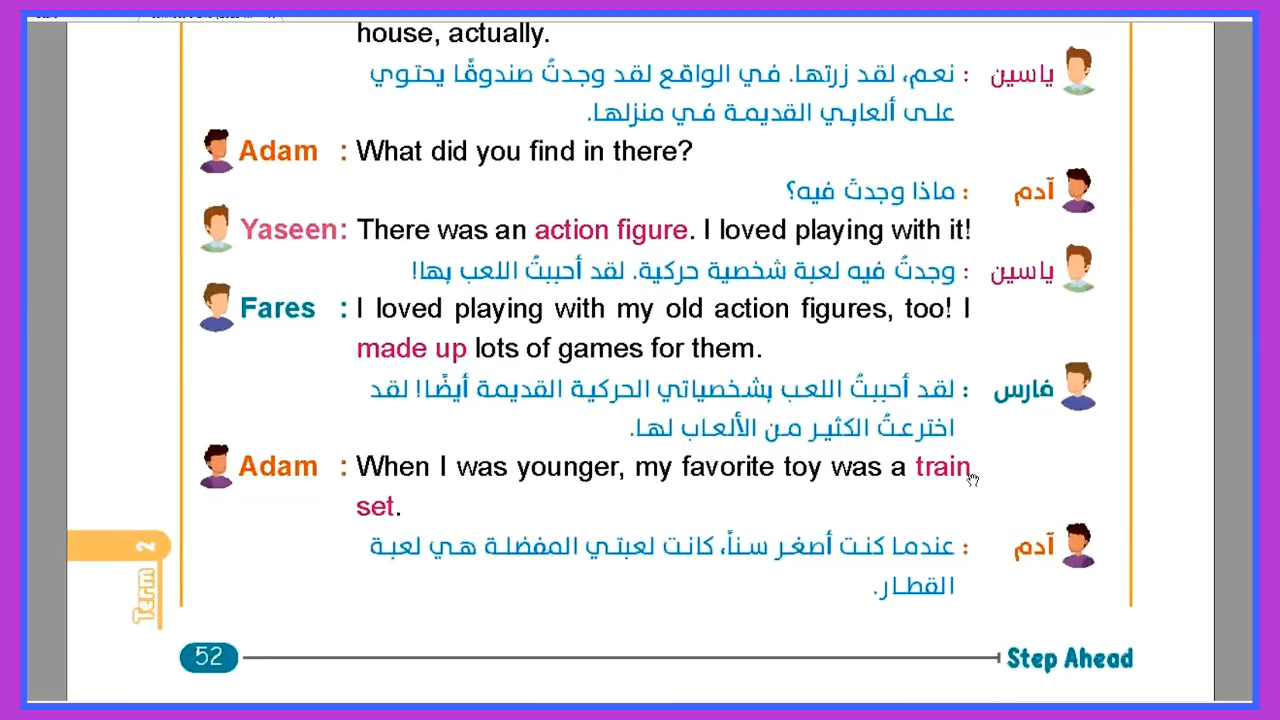 house, actually.
ياسين : نعم، لقد زرتها. في الواقع لقد وجدتُ صندوقًا يحتوي
على ألعابي القديمة في منزلها.
Adam : What did you find in there?
آدم : ماذا وجدتَ فيه؟
Yaseen: There was an action figure. I loved playing with it!
ياسين : وجدتُ فيه لعبة شخصية حركية. لقد أحببتُ اللعب بها!
Fares : I loved playing with my old action figures, too! I
made up lots of games for them.
فارس : لقد أحببتُ اللعب بشخصياتي الحركية القديمة أيضًا! لقد
اخترعتُ الكثير من الألعاب لها.
Adam : When I was younger, my favorite toy was a train
set.
آدم : عندما كنت أصغر سناً، كانت لعبتي المفضلة هي لعبة
القطار.
Term 2
52
Step Ahead